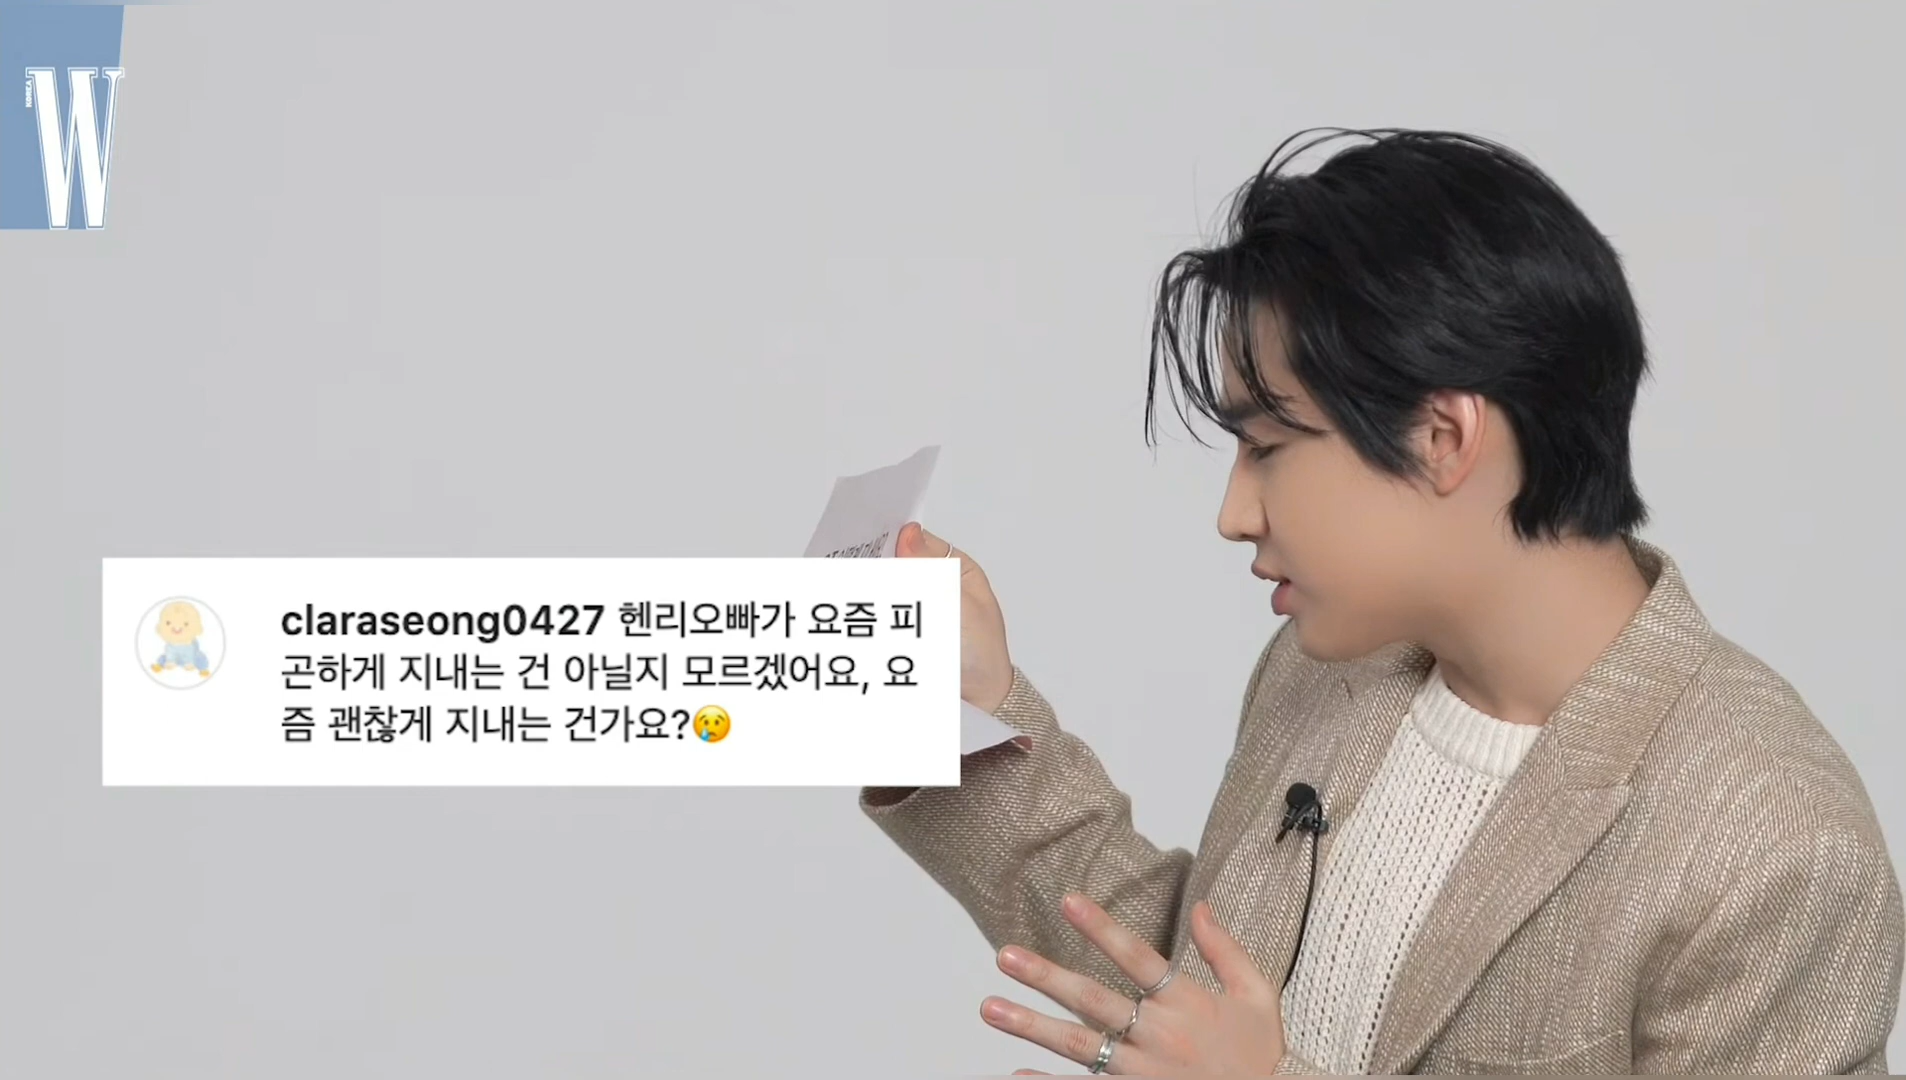 W
KOREA
claraseong0427 헨리오빠가 요즘 피
곤하게 지내는 건 아닐지 모르겠어요, 요
즘 괜찮게 지내는 건가요?😢